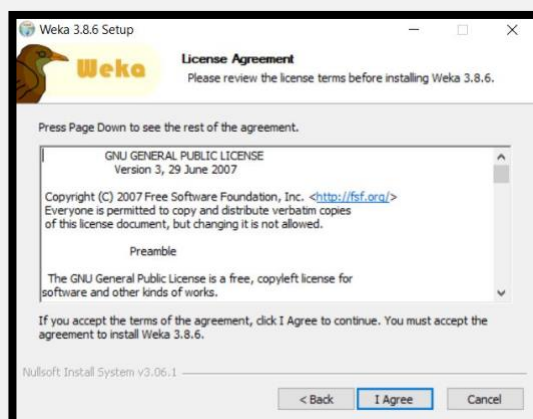 Weka 3.8.6 Setup
Weka
License Agreement
Please review the license terms before installing Weka 3.8.6.
Press Page Down to see the rest of the agreement.
GNU GENERAL PUBLIC LICENSE
Version 3, 29 June 2007
Copyright (C) 2007 Free Software Foundation, Inc. <http://fsf.org/>
Everyone is permitted to copy and distribute verbatim copies
of this license document, but changing it is not allowed.
Preamble
The GNU General Public License is a free, copyleft license for
software and other kinds of works.
If you accept the terms of the agreement, click I Agree to continue. You must accept the
agreement to install Weka 3.8.6.
Nullsoft Install System v3.06.1
< Back
I Agree
Cancel